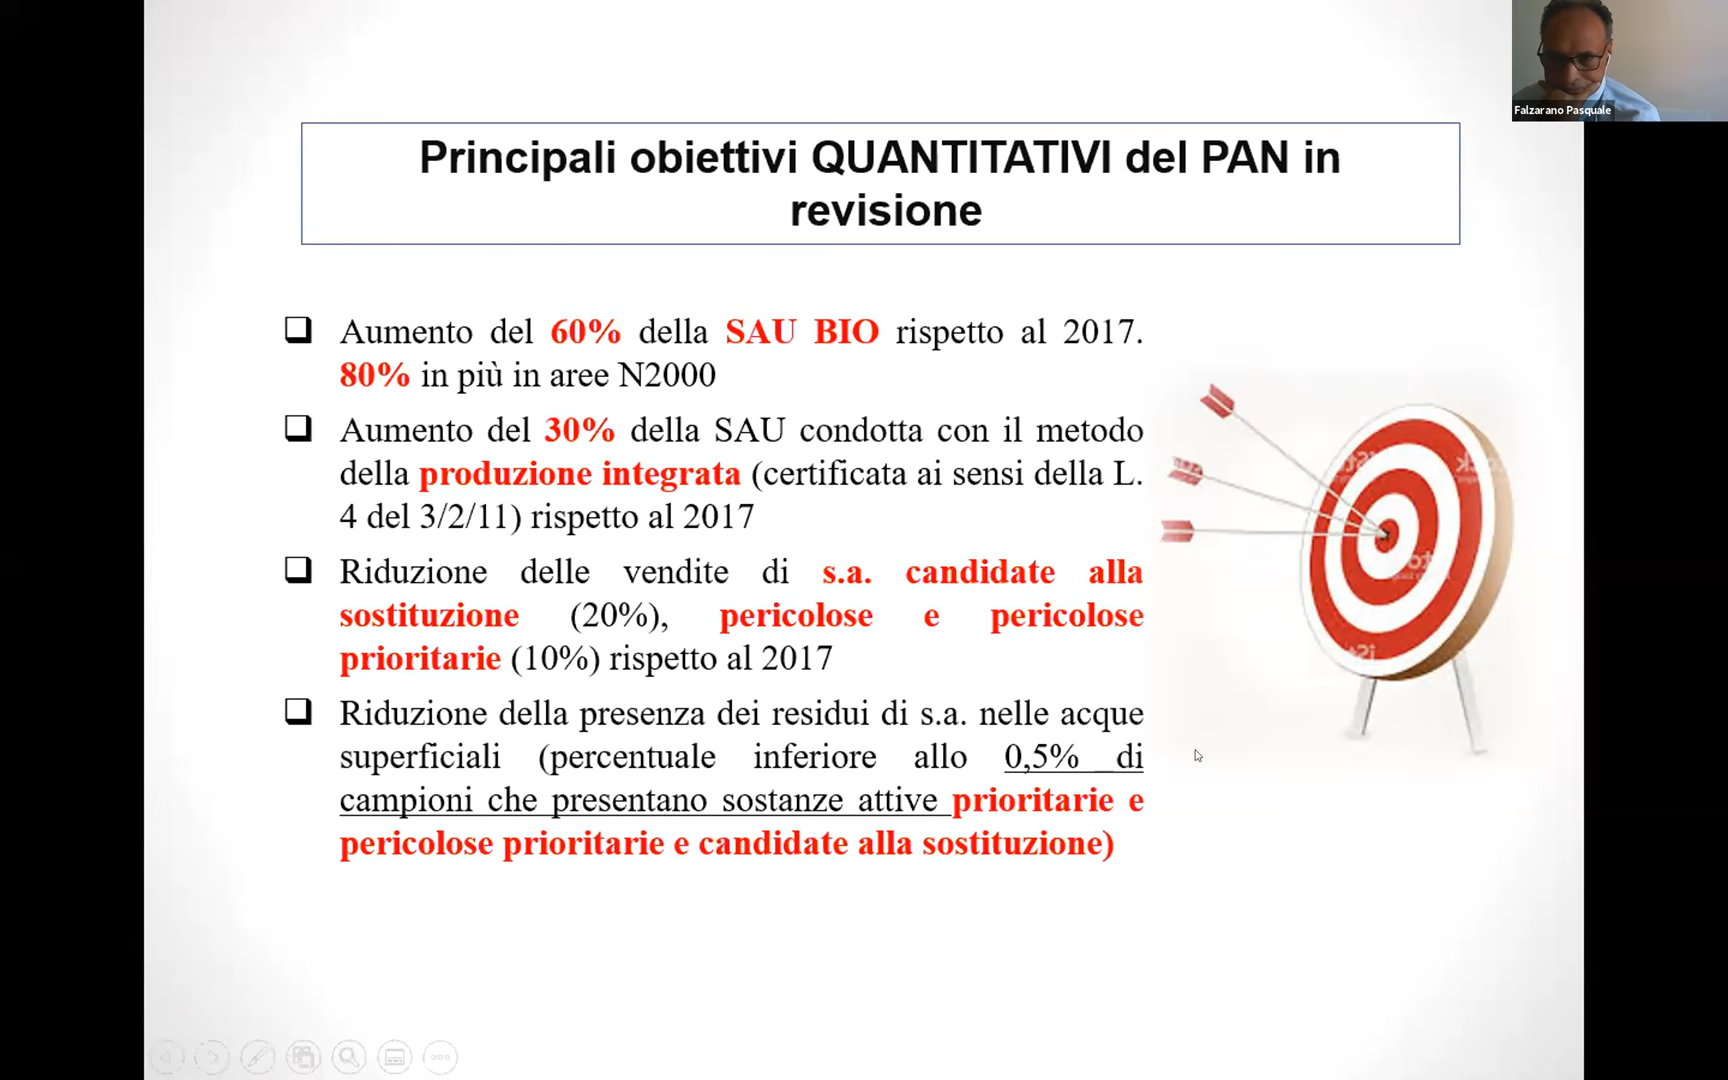 Falzarano Pasquale
Principali obiettivi QUANTITATIVI del PAN in
revisione
Aumento del 60% della SAU BIO rispetto al 2017.
80% in più in aree N2000
Aumento del 30% della SAU condotta con il metodo
della produzione integrata (certificata ai sensi della L.
4 del 3/2/11) rispetto al 2017
Riduzione delle vendite di s.a. candidate alla
sostituzione (20%), pericolose e pericolose
prioritarie (10%) rispetto al 2017
Riduzione della presenza dei residui di s.a. nelle acque
superficiali (percentuale inferiore allo 0,5% di
campioni che presentano sostanze attive prioritarie e
pericolose prioritarie e candidate alla sostituzione)